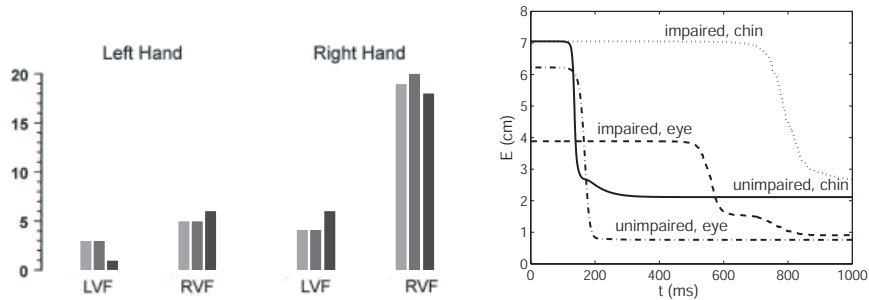 Left Hand
Right Hand
20
15
10
5
0
LVF
RVF
LVF
RVF
8
7
6
5
4
3
2
1
0
E (cm)
impaired, chin
impaired, eye
unimpaired, chin
unimpaired, eye
0
200
400
600
800
1000
t (ms)